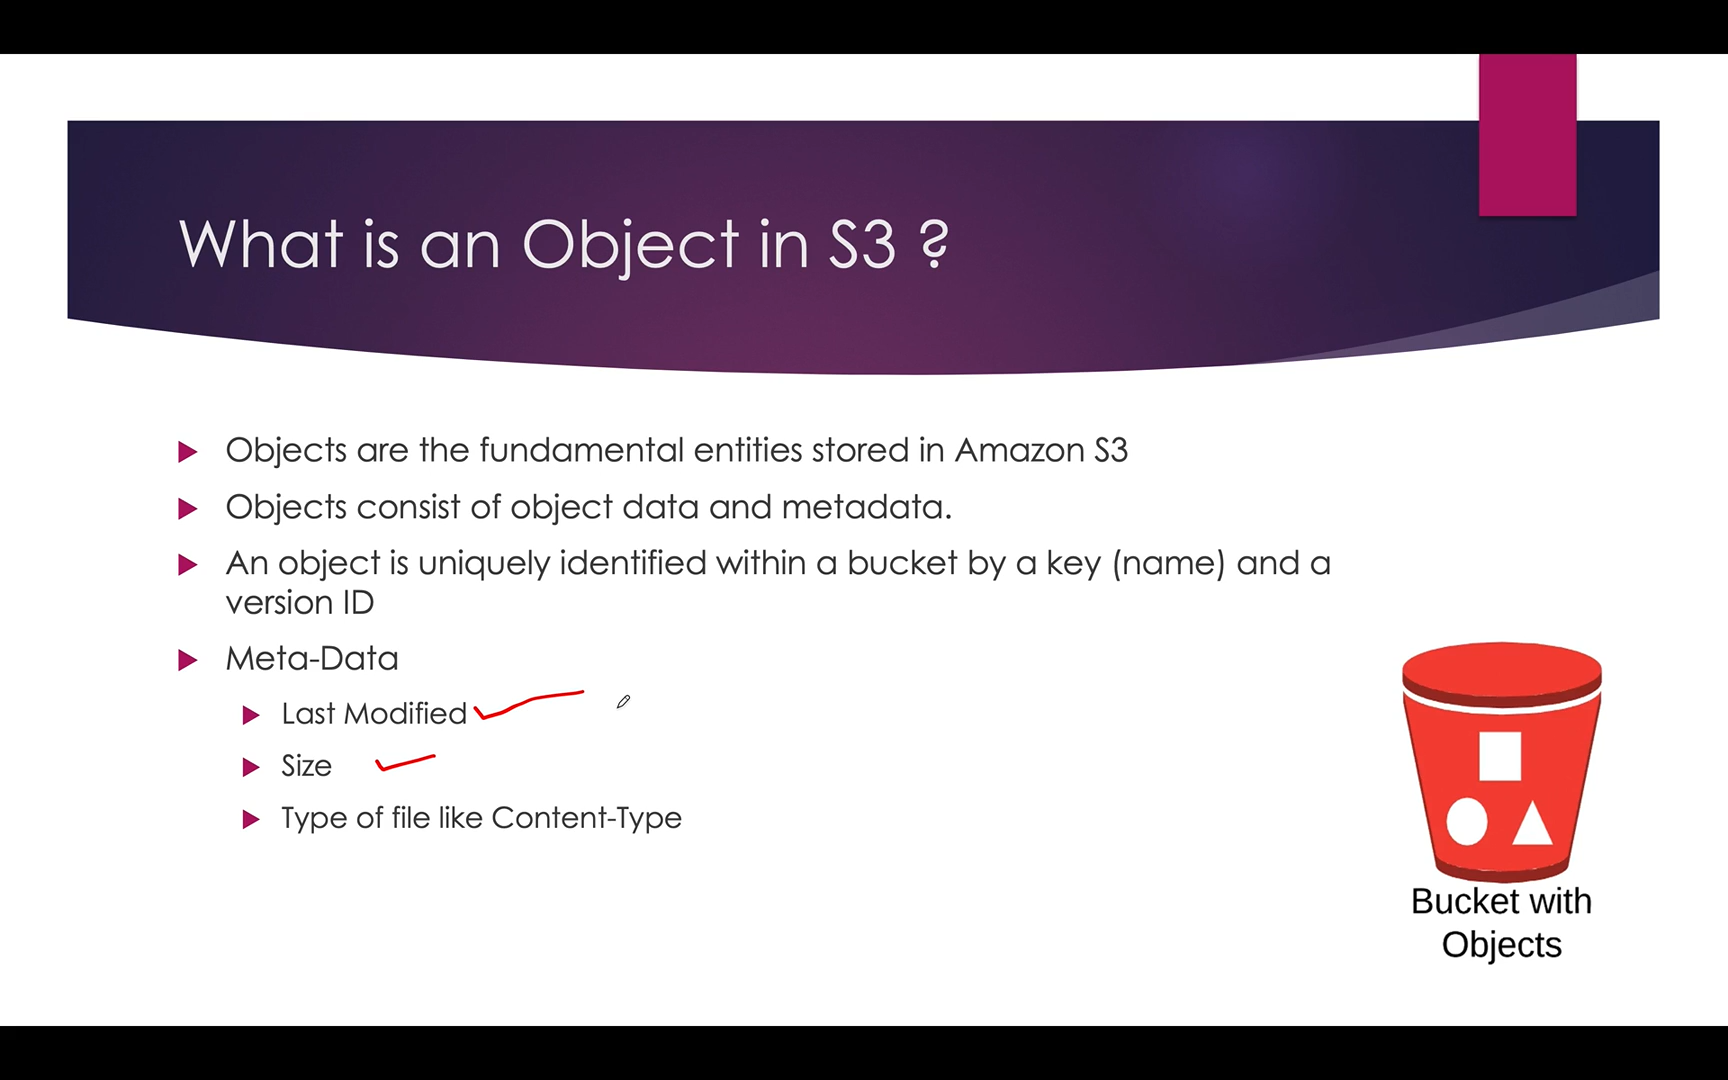 What is an Object in S3 ?
Objects are the fundamental entities stored in Amazon S3
Objects consist of object data and metadata.
An object is uniquely identified within a bucket by a key (name) and a
version ID
Meta-Data
Last Modified
Size
Type of file like Content-Type
Bucket with
Objects